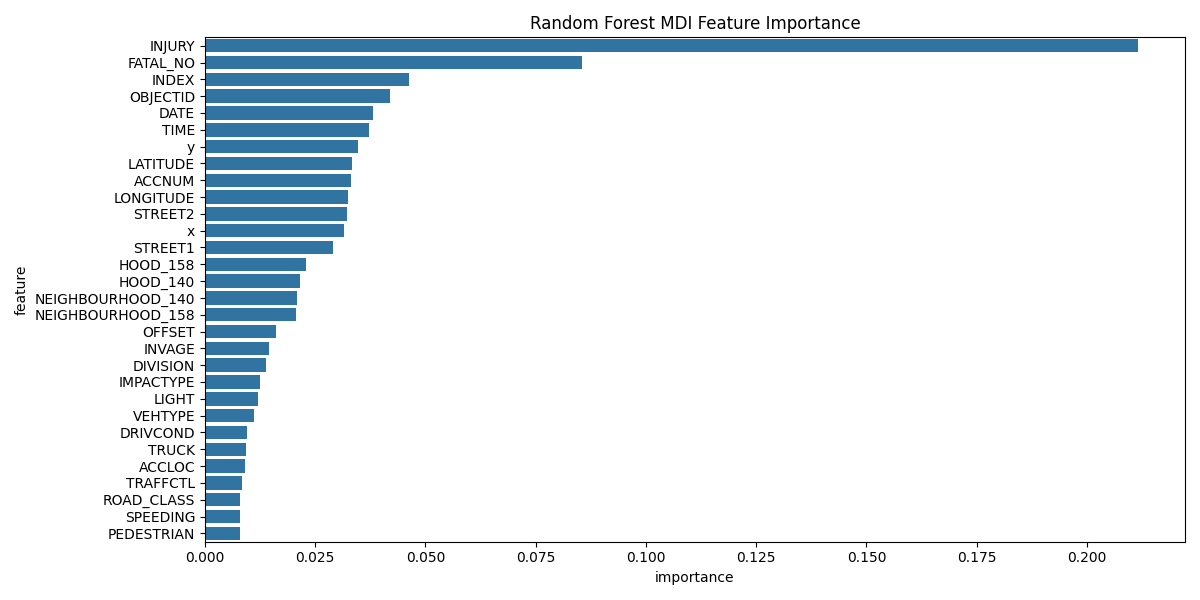 Random Forest MDI Feature Importance
INJURY
FATAL_NO
INDEX
OBJECTID
DATE
TIME
y
LATITUDE
ACCNUM
LONGITUDE
STREET2
x
STREET1
HOOD_158
HOOD_140
NEIGHBOURHOOD_140
NEIGHBOURHOOD_158
OFFSET
INVAGE
DIVISION
IMPACTYPE
LIGHT
VEHTYPE
DRIVCOND
TRUCK
ACCLOC
TRAFFCTL
ROAD_CLASS
SPEEDING
PEDESTRIAN
feature
0.000 0.025 0.050 0.075 0.100 0.125 0.150 0.175 0.200
importance